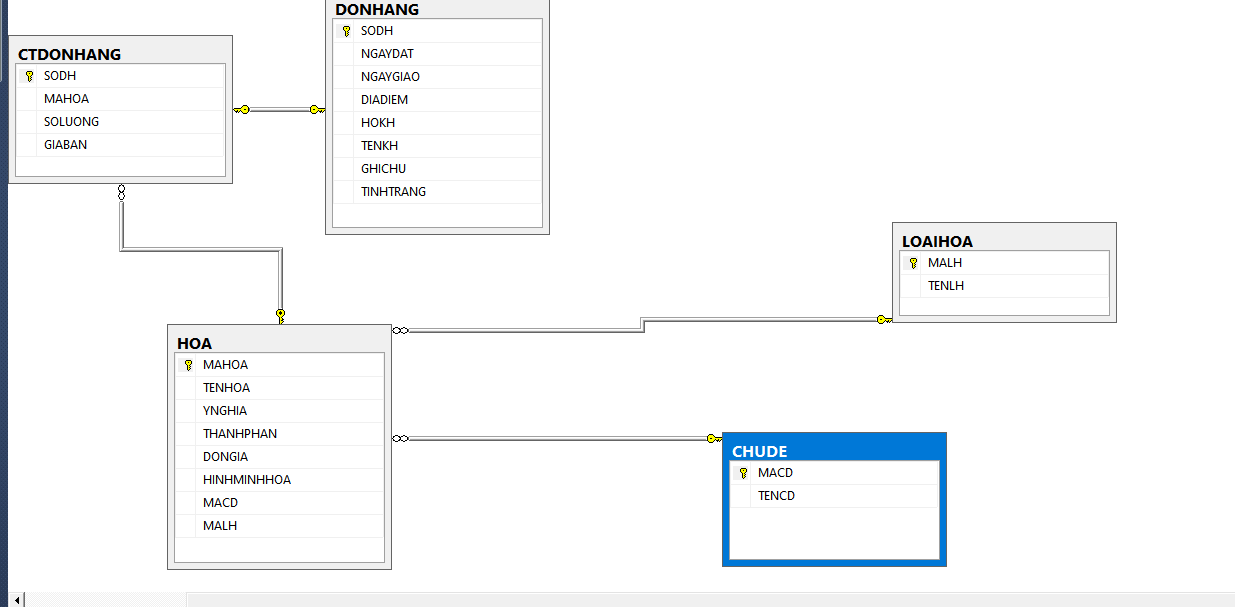 CTDONHANG
SODH
MAHOA
SOLUONG
GIABAN
DONHANG
SODH
NGAYDAT
NGAYGIAO
DIADIEM
HOKH
TENKH
GHICHU
TINHTRANG
LOAIHOA
MALH
TENLH
HOA
MAHOA
TENHOA
YNGHIA
THANHPHAN
DONGIA
HINHMINHHOA
MACD
MALH
CHUDE
MACD
TENCD